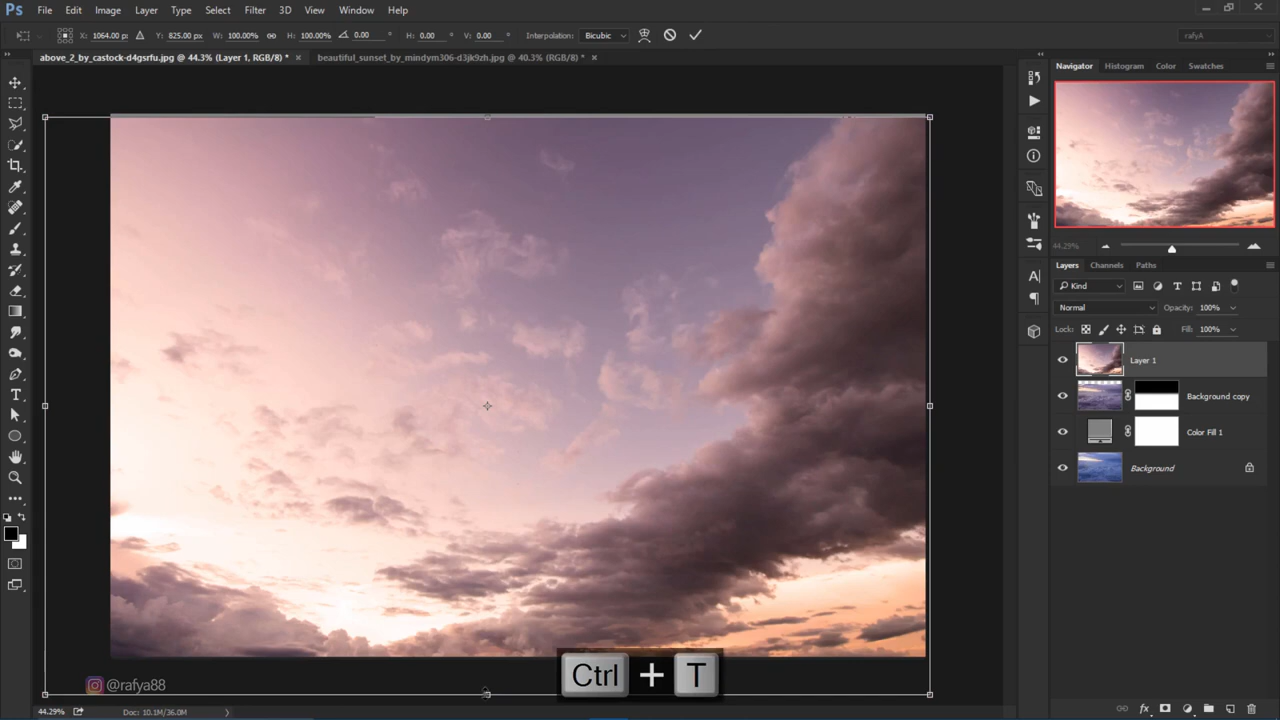 Ps File Edit Image Layer Type Select Filter 3D View Window Help
X: 1064.00 px Y: 825.00 px W: 100.00% H: 100.00% 0.00 ° H: 0.00 ° V: 0.00 ° Interpolation: Bicubic rafyA
above_2_by_castock-d4gsrfu.jpg @ 44.3% (Layer 1, RGB/8) * × beautiful_sunset_by_mindym306-d3jk9zh.jpg @ 40.3% (RGB/8) * ×
Navigator Histogram Color Swatches
44.29%
Layers Channels Paths
Kind
Normal Opacity: 100%
Lock: Fill: 100%
Layer 1
Background copy
Color Fill 1
Background
Ctrl + T
@rafya88
44.29% Doc: 10.1M/36.0M